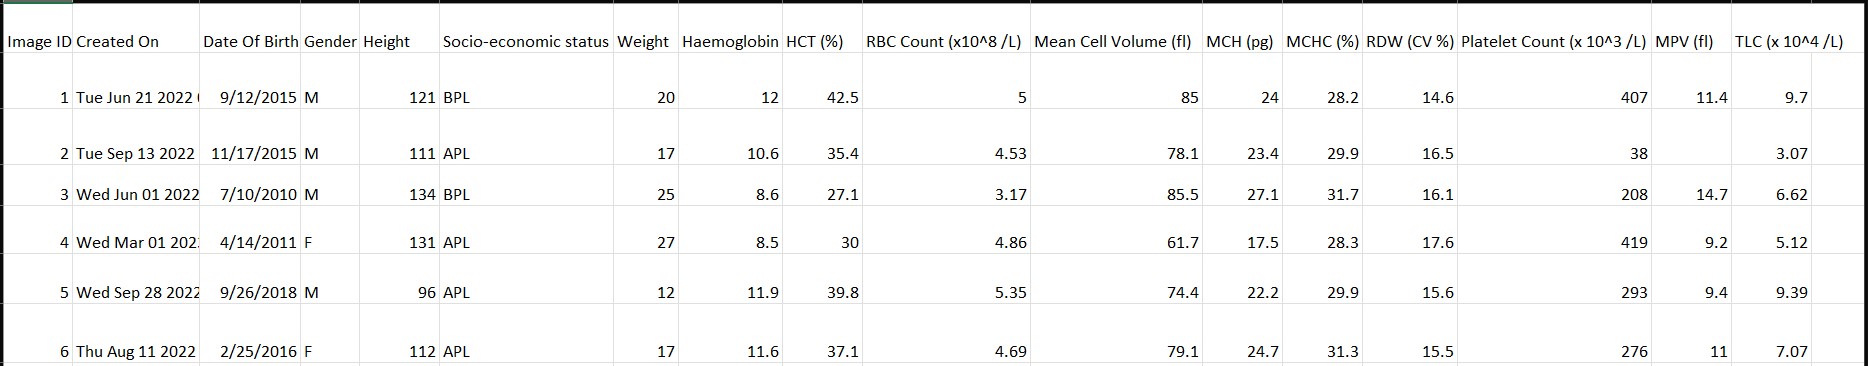 Image ID Created On Date Of Birth Gender Height Socio-economic status Weight Haemoglobin HCT (%) RBC Count (x10^8 /L) Mean Cell Volume (fl) MCH (pg) MCHC (%) RDW (CV %) Platelet Count (x 10^3 /L) MPV (fl) TLC (x 10^4 /L)
1 Tue Jun 21 2022 9/12/2015 M 121 BPL 20 12 42.5 5 85 24 28.2 14.6 407 11.4 9.7
2 Tue Sep 13 2022 11/17/2015 M 111 APL 17 10.6 35.4 4.53 78.1 23.4 29.9 16.5 38 3.07
3 Wed Jun 01 2022 7/10/2010 M 134 BPL 25 8.6 27.1 3.17 85.5 27.1 31.7 16.1 208 14.7 6.62
4 Wed Mar 01 202 4/14/2011 F 131 APL 27 8.5 30 4.86 61.7 17.5 28.3 17.6 419 9.2 5.12
5 Wed Sep 28 2022 9/26/2018 M 96 APL 12 11.9 39.8 5.35 74.4 22.2 29.9 15.6 293 9.4 9.39
6 Thu Aug 11 2022 2/25/2016 F 112 APL 17 11.6 37.1 4.69 79.1 24.7 31.3 15.5 276 11 7.07